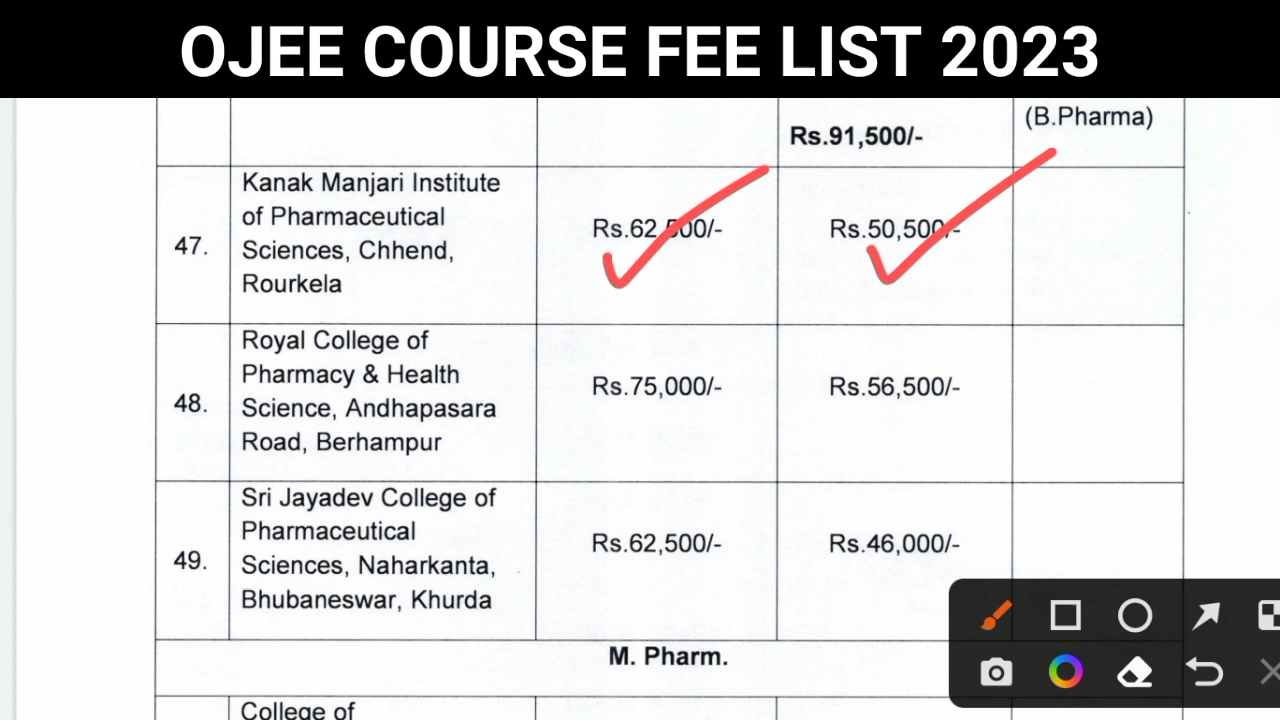 OJEE COURSE FEE LIST 2023
(B.Pharma)
Rs.91,500/-
47.
Kanak Manjari Institute
of Pharmaceutical
Sciences, Chhend,
Rourkela
Rs.62,500/-
Rs.50,500/-
48.
Royal College of
Pharmacy & Health
Science, Andhapasara
Road, Berhampur
Rs.75,000/-
Rs.56,500/-
49.
Sri Jayadev College of
Pharmaceutical
Sciences, Naharkanta,
Bhubaneswar, Khurda
Rs.62,500/-
Rs.46,000/-
M. Pharm.
College of